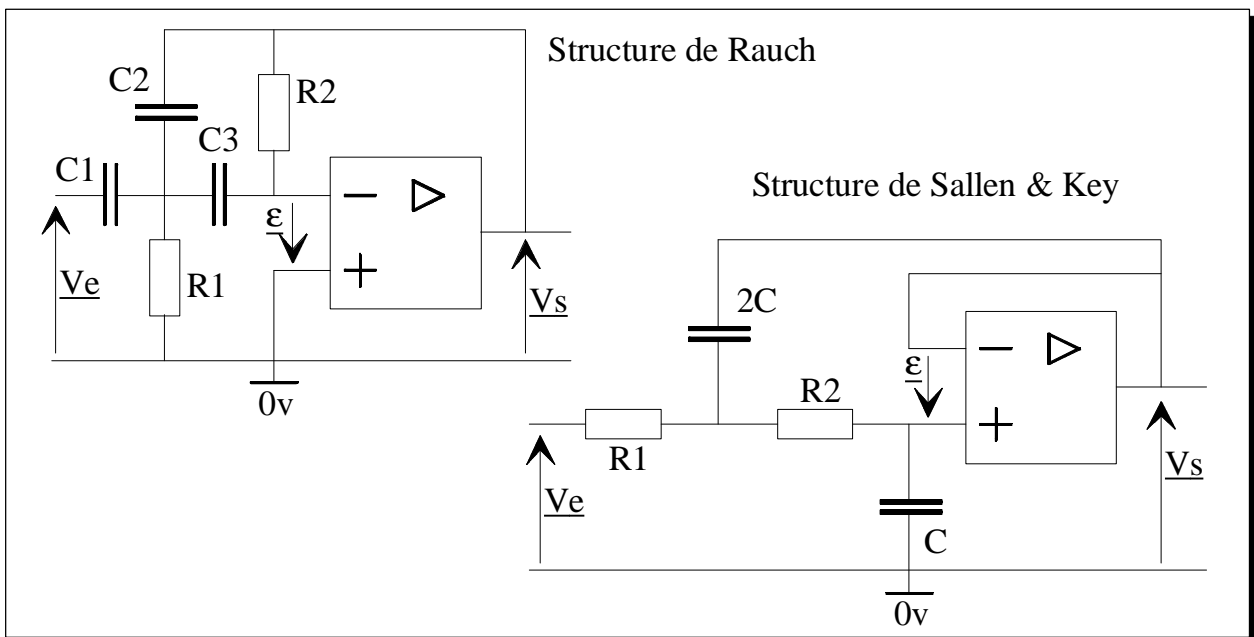 Structure de Rauch
C2
R2
C3
C1
−
ε
+
R1
Ve
Vs
0v
Structure de Sallen & Key
2C
−
ε
R2
+
R1
Ve
Vs
C
0v